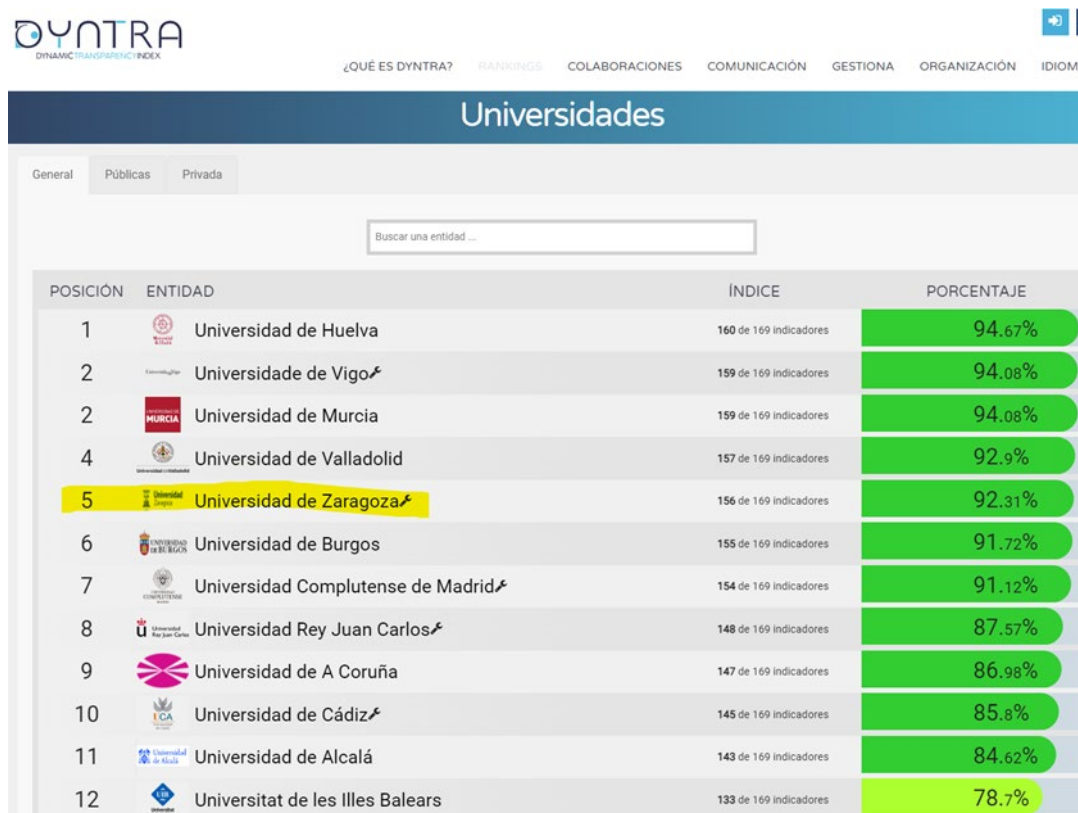 DYNTRA
DYNAMIC TRANSPARENCY INDEX
¿QUÉ ES DYNTRA? RANKINGS COLABORACIONES COMUNICACIÓN GESTIONA ORGANIZACIÓN IDIOM
Universidades
General Públicas Privada
Buscar una entidad ...
POSICIÓN ENTIDAD ÍNDICE PORCENTAJE
1 Universidad de Huelva 160 de 169 indicadores 94.67%
2 Universidade de Vigo 159 de 169 indicadores 94.08%
2 UNIVERSIDAD DE MURCIA Universidad de Murcia 159 de 169 indicadores 94.08%
4 Universidad de Valladolid 157 de 169 indicadores 92.9%
5 Universidad Zaragoza Universidad de Zaragoza 156 de 169 indicadores 92.31%
6 UNIVERSIDAD DE BURGOS Universidad de Burgos 155 de 169 indicadores 91.72%
7 COMPLUTENSE Universidad Complutense de Madrid 154 de 169 indicadores 91.12%
8 Universidad Rey Juan Carlos Universidad Rey Juan Carlos 148 de 169 indicadores 87.57%
9 Universidad de A Coruña 147 de 169 indicadores 86.98%
10 UCA Universidad de Cádiz 145 de 169 indicadores 85.8%
11 Universidad de Alcalá Universidad de Alcalá 143 de 169 indicadores 84.62%
12 UIB Universitat de les Illes Balears 133 de 169 indicadores 78.7%